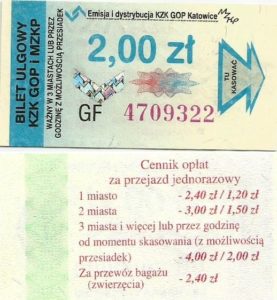 Emisja i dystrybucja KZK GOP Katowice
MZKP
BILET ULGOWY
KZK GOP i MZKP
WAŻNY W 3 MIASTACH LUB PRZEZ
GODZINĘ Z MOŻLIWOŚCIĄ PRZESIADEK
2,00 zł
GF 4709322
TU
KASOWAĆ
Cennik opłat
za przejazd jednorazowy
1 miasto - 2,40 zł / 1,20 zł
2 miasta - 3,00 zł / 1,50 zł
3 miasta i więcej lub przez godzinę
od momentu skasowania (z możliwością
przesiadek) - 4,00 zł / 2,00 zł
Za przewóz bagażu
(zwierzęcia) - 2,40 zł